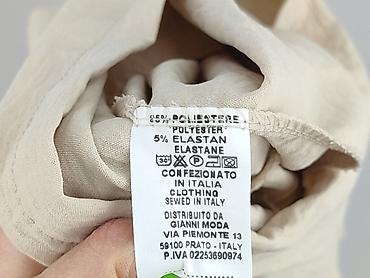 95% POLIESTERE
POLYESTER
5% ELASTAN
ELASTANE
30°
CONFEZIONATO
IN ITALIA
CLOTHING
SEWED IN ITALY
DISTRIBUITO DA
GIANNI MODA
VIA PIEMONTE 13
59100 PRATO - ITALY
P.IVA 02253690974